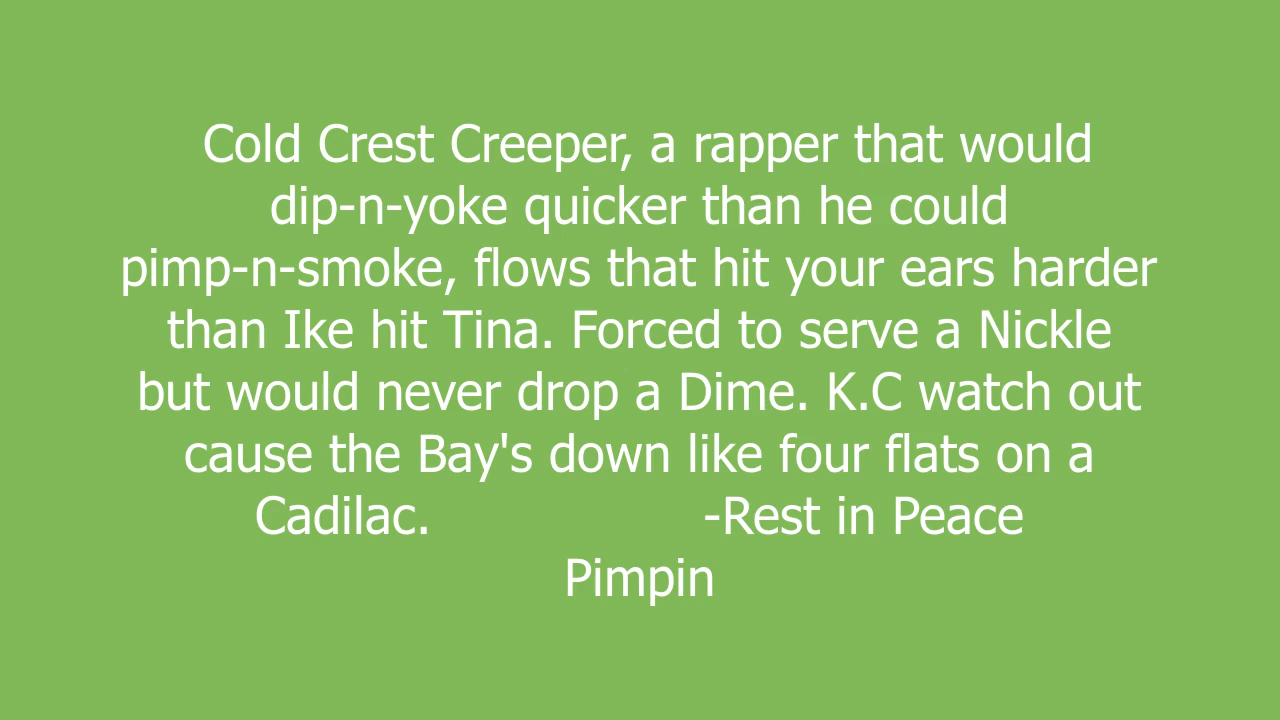 Cold Crest Creeper, a rapper that would
dip-n-yoke quicker than he could
pimp-n-smoke, flows that hit your ears harder
than Ike hit Tina. Forced to serve a Nickle
but would never drop a Dime. K.C watch out
cause the Bay's down like four flats on a
Cadilac. -Rest in Peace
Pimpin